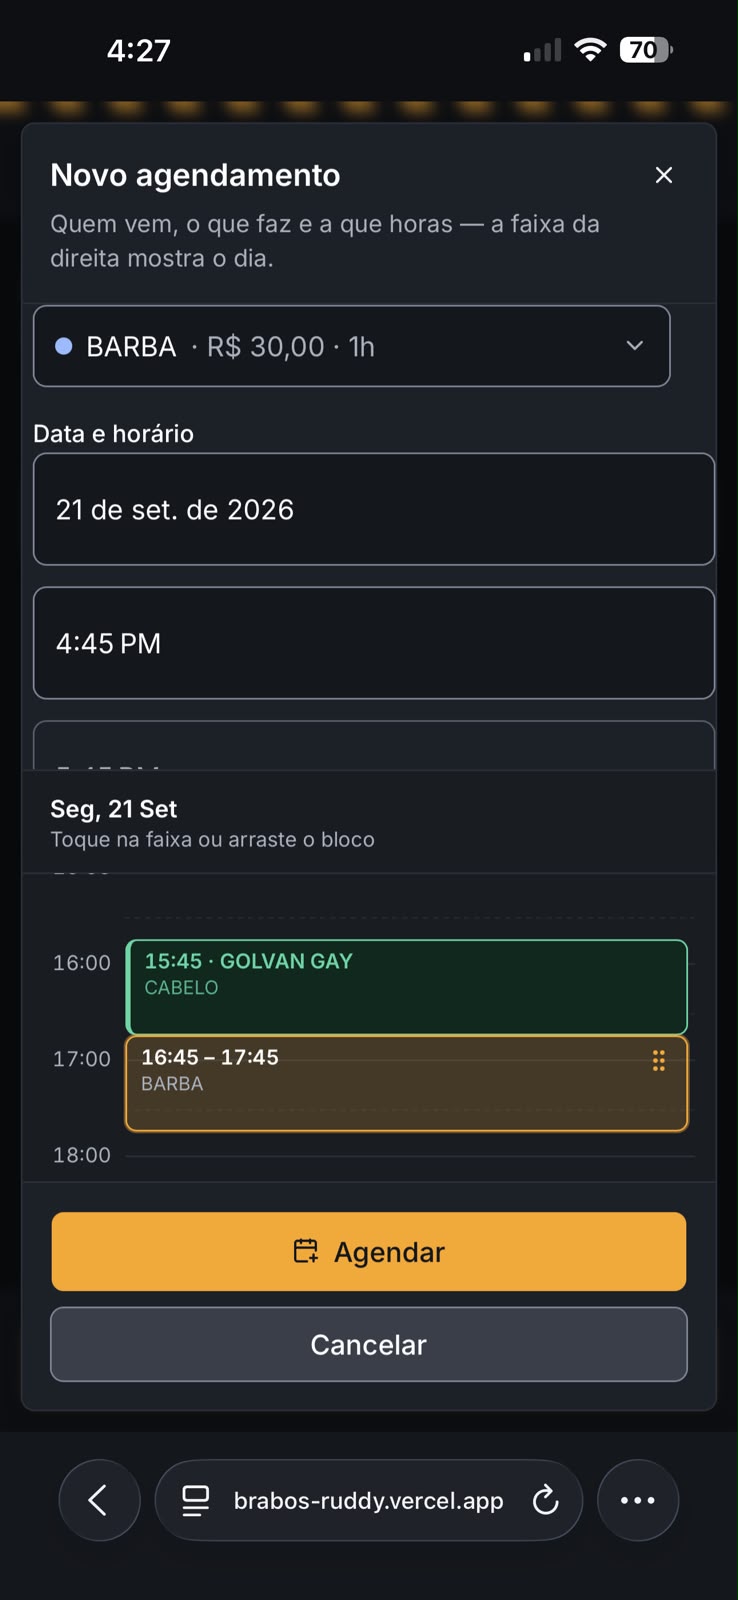 4:27
70
Novo agendamento
Quem vem, o que faz e a que horas — a faixa da
direita mostra o dia.
BARBA · R$ 30,00 · 1h
Data e horário
21 de set. de 2026
4:45 PM
Seg, 21 Set
Toque na faixa ou arraste o bloco
16:00
15:45 · GOLVAN GAY
CABELO
17:00
16:45 – 17:45
BARBA
18:00
Agendar
Cancelar
brabos-ruddy.vercel.app